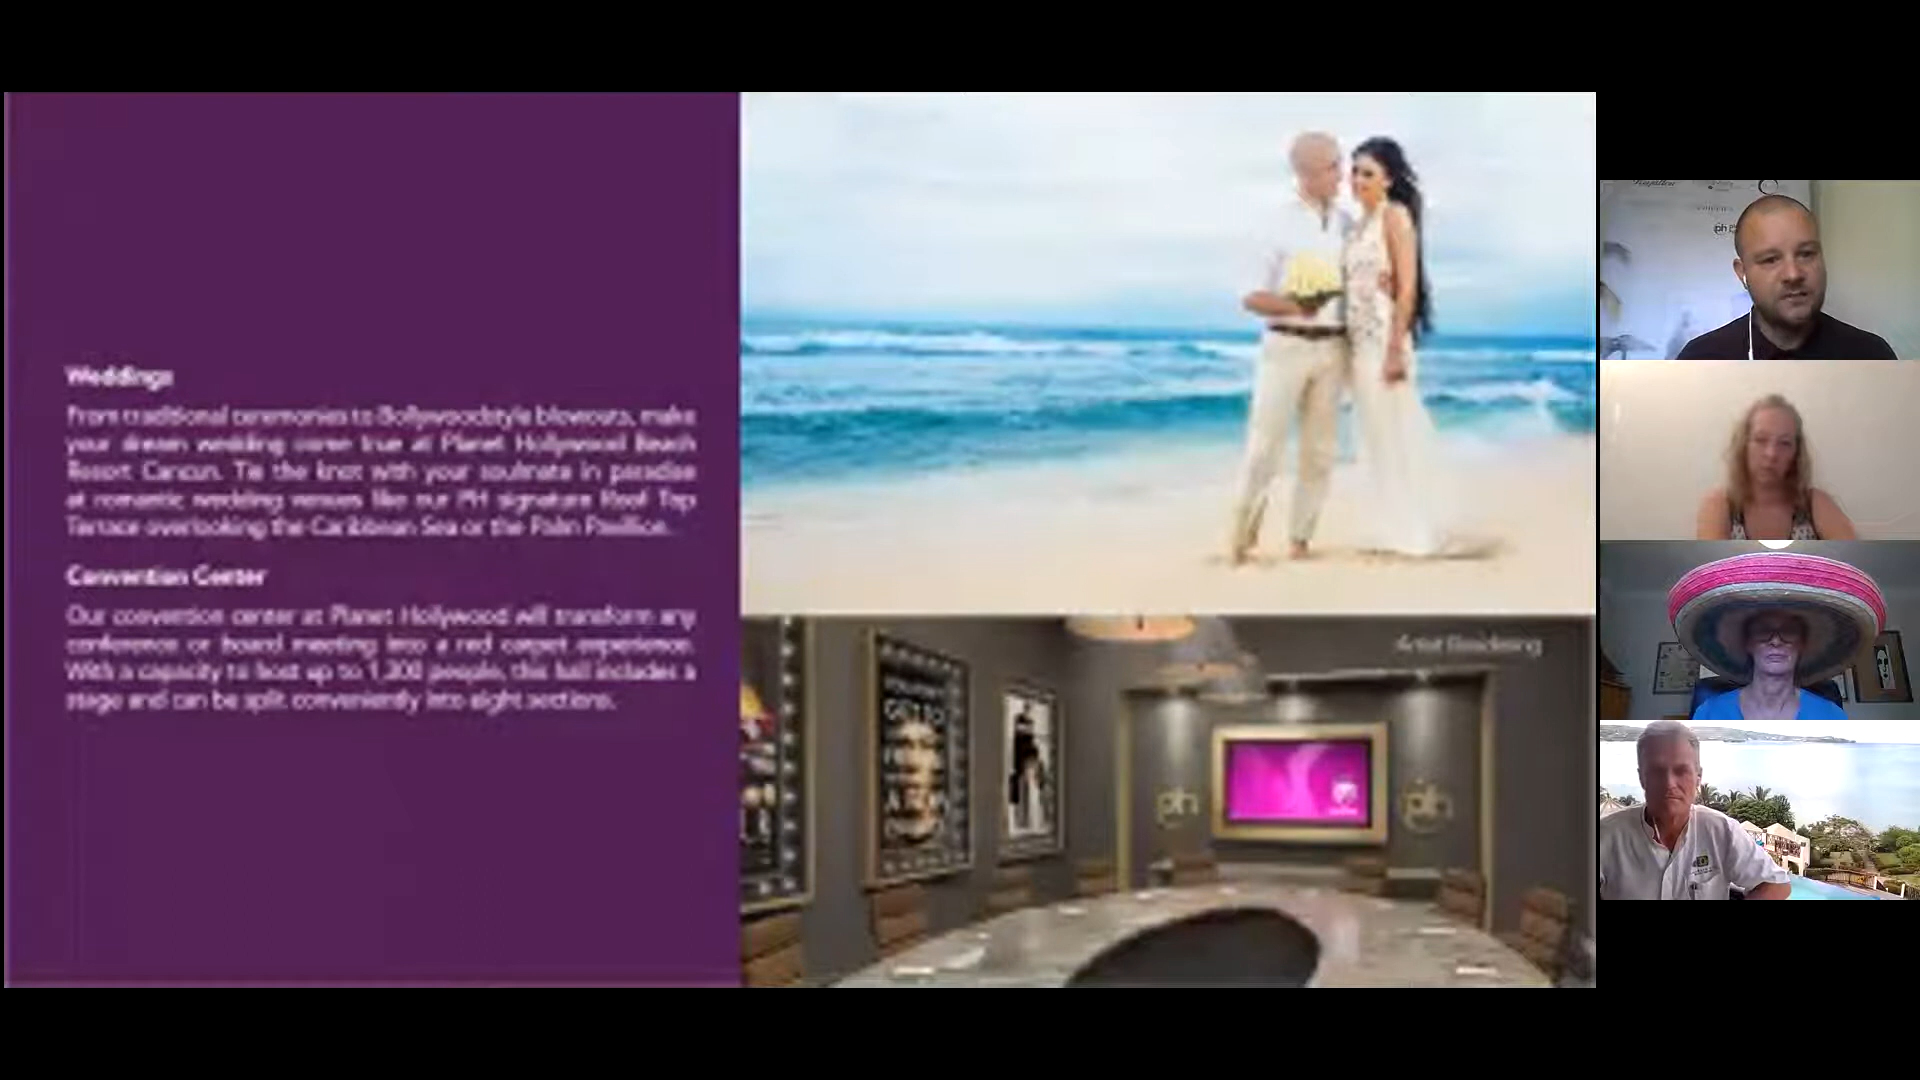 Weddings
From traditional ceremonies to Bollywoodstyle blowouts, make
your dream wedding come true at Planet Hollywood Beach
Resort Cancun. Tie the knot with your soulmate in paradise
at romantic wedding venues like our PH signature Roof Top
Terrace overlooking the Caribbean Sea or the Palm Pavillion.
Convention Center
Our convention center at Planet Hollywood will transform any
conference or board meeting into a red carpet experience.
With a capacity to host up to 1,200 people, this hall includes a
stage and can be split conveniently into eight sections.
Artist Rendering
ph
ph
ph